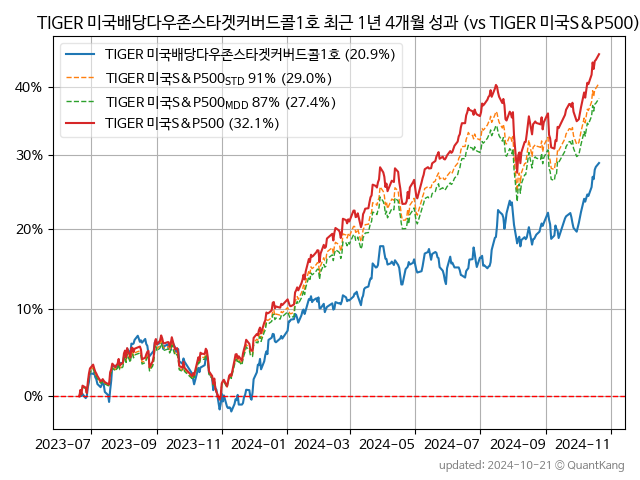 TIGER 미국배당다우존스타겟커버드콜1호 최근 1년 4개월 성과 (vs TIGER 미국S&P500)
TIGER 미국배당다우존스타겟커버드콜1호 (20.9%)
TIGER 미국S&P500STD 91% (29.0%)
TIGER 미국S&P500MDD 87% (27.4%)
TIGER 미국S&P500 (32.1%)
40%
30%
20%
10%
0%
2023-07 2023-09 2023-11 2024-01 2024-03 2024-05 2024-07 2024-09 2024-11
updated: 2024-10-21 © QuantKang